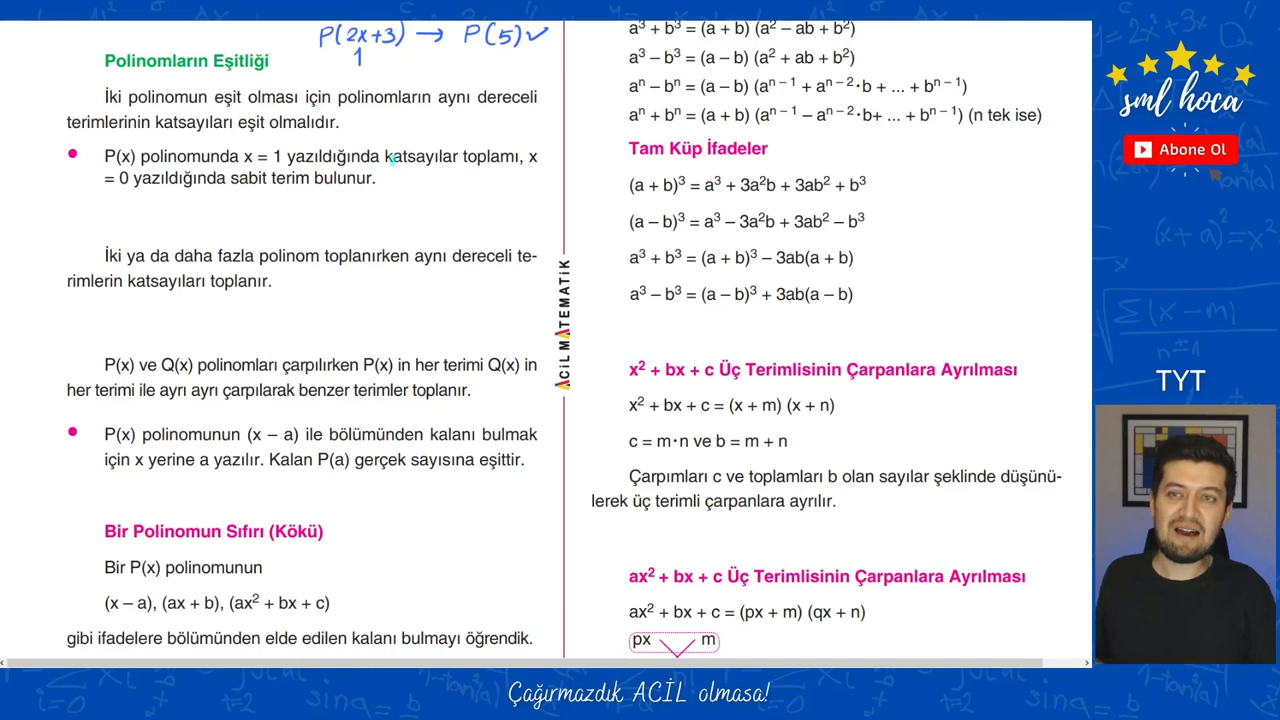 P(2x+3) → P(5)✓
1
Polinomların Eşitliği
İki polinomun eşit olması için polinomların aynı dereceli
terimlerinin katsayıları eşit olmalıdır.
• P(x) polinomunda x = 1 yazıldığında katsayılar toplamı, x
= 0 yazıldığında sabit terim bulunur.
İki ya da daha fazla polinom toplanırken aynı dereceli te-
rimlerin katsayıları toplanır.
P(x) ve Q(x) polinomları çarpılırken P(x) in her terimi Q(x) in
her terimi ile ayrı ayrı çarpılarak benzer terimler toplanır.
• P(x) polinomunun (x – a) ile bölümünden kalanı bulmak
için x yerine a yazılır. Kalan P(a) gerçek sayısına eşittir.
Bir Polinomun Sıfırı (Kökü)
Bir P(x) polinomunun
(x – a), (ax + b), (ax² + bx + c)
gibi ifadelere bölümünden elde edilen kalanı bulmayı öğrendik.
ACİL MATEMATİK
a³ + b³ = (a + b) (a² – ab + b²)
a³ – b³ = (a – b) (a² + ab + b²)
aⁿ – bⁿ = (a – b) (aⁿ⁻¹ + aⁿ⁻²·b + ... + bⁿ⁻¹)
aⁿ + bⁿ = (a + b) (aⁿ⁻¹ – aⁿ⁻²·b+ ... + bⁿ⁻¹) (n tek ise)
Tam Küp İfadeler
(a + b)³ = a³ + 3a²b + 3ab² + b³
(a – b)³ = a³ – 3a²b + 3ab² – b³
a³ + b³ = (a + b)³ – 3ab(a + b)
a³ – b³ = (a – b)³ + 3ab(a – b)
x² + bx + c Üç Terimlisinin Çarpanlara Ayrılması
x² + bx + c = (x + m) (x + n)
c = m·n ve b = m + n
Çarpımları c ve toplamları b olan sayılar şeklinde düşünü-
lerek üç terimli çarpanlara ayrılır.
ax² + bx + c Üç Terimlisinin Çarpanlara Ayrılması
ax² + bx + c = (px + m) (qx + n)
px m
sml hoca
Abone Ol
(x + a)² = x²
TYT
Çağırmazdık ACİL olmasa!